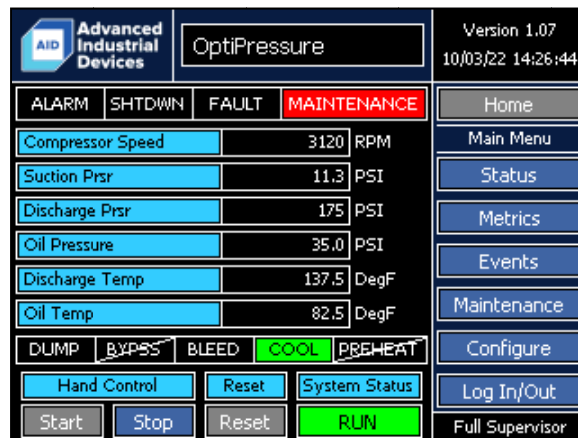 AID
Advanced
Industrial
Devices
OptiPressure
Version 1.07
10/03/22 14:26:44
ALARM SHTDWN FAULT MAINTENANCE
Compressor Speed 3120 RPM
Suction Prsr 11.3 PSI
Discharge Prsr 175 PSI
Oil Pressure 35.0 PSI
Discharge Temp 137.5 DegF
Oil Temp 82.5 DegF
DUMP BYPSS BLEED COOL PREHEAT
Hand Control Reset System Status
Start Stop Reset RUN
Home
Main Menu
Status
Metrics
Events
Maintenance
Configure
Log In/Out
Full Supervisor